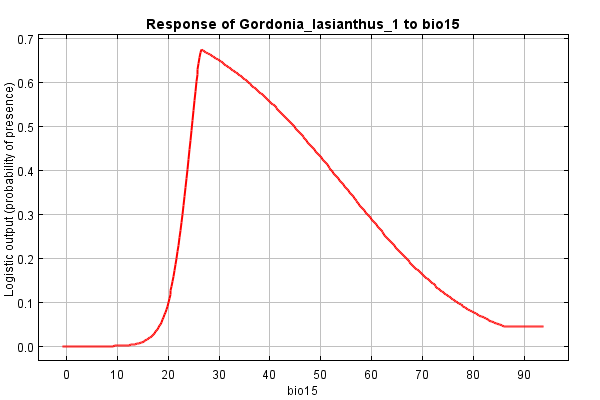 Response of Gordonia_lasianthus_1 to bio15
Logistic output (probability of presence)
0.7
0.6
0.5
0.4
0.3
0.2
0.1
0.0
0 10 20 30 40 50 60 70 80 90
bio15